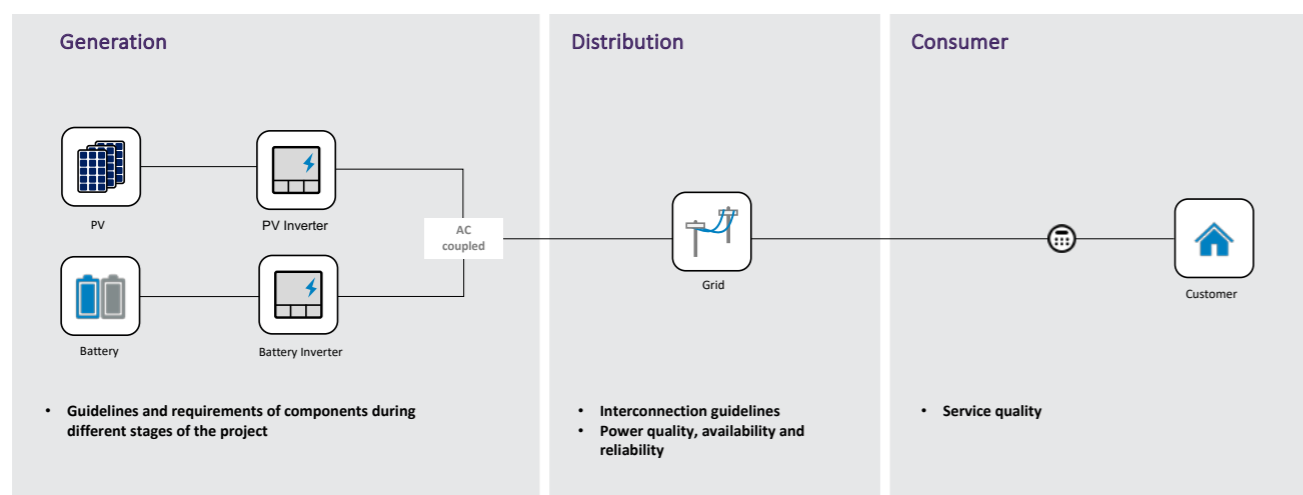 Generation
Distribution
Consumer
PV
PV Inverter
AC
coupled
Battery
Battery Inverter
Grid
Customer
• Guidelines and requirements of components during
different stages of the project
• Interconnection guidelines
• Power quality, availability and
reliability
• Service quality